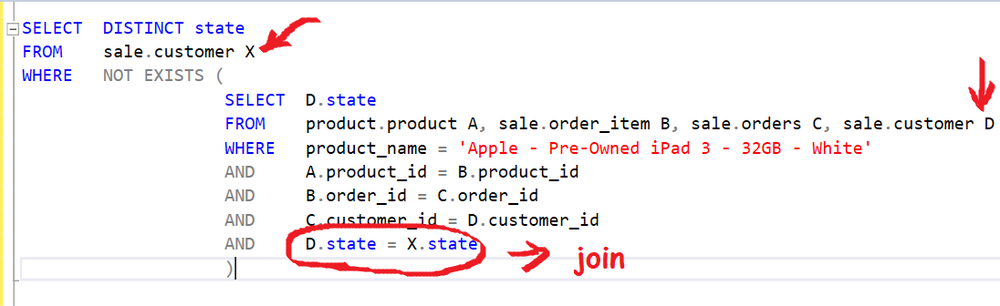 SELECT DISTINCT state
FROM sale.customer X
WHERE NOT EXISTS (
SELECT D.state
FROM product.product A, sale.order_item B, sale.orders C, sale.customer D
WHERE product_name = 'Apple - Pre-Owned iPad 3 - 32GB - White'
AND A.product_id = B.product_id
AND B.order_id = C.order_id
AND C.customer_id = D.customer_id
AND D.state = X.state join
)